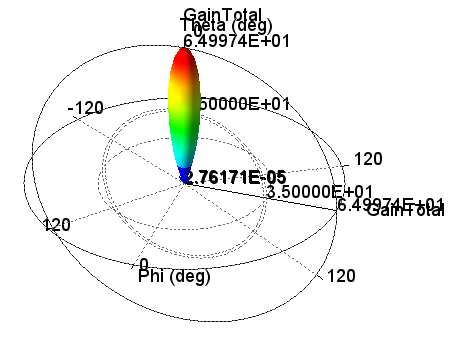 GainTotal
Theta (deg)
0
6.49974E+01
-120
50000E+01
120
2.76171E-05
3.50000E+01
6.49974E+01
GainTotal
120
0
Phi (deg)
120